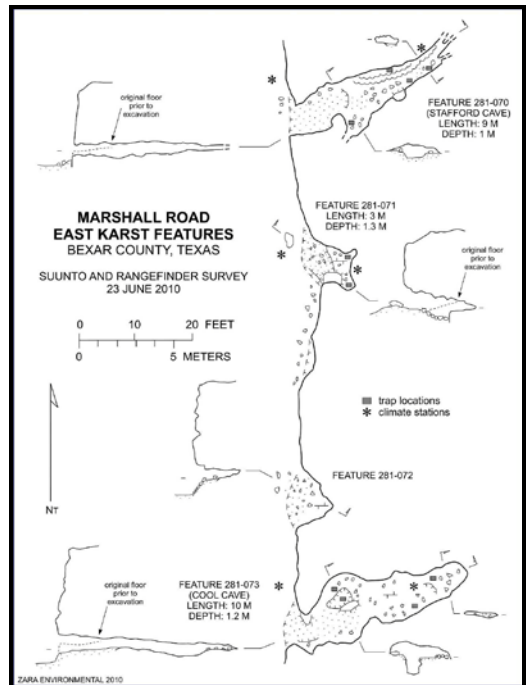 original floor
prior to
excavation
FEATURE 281-070
(STAFFORD CAVE)
LENGTH: 9 M
DEPTH: 1 M
MARSHALL ROAD
EAST KARST FEATURES
BEXAR COUNTY, TEXAS
SUUNTO AND RANGEFINDER SURVEY
23 JUNE 2010
FEATURE 281-071
LENGTH: 3 M
DEPTH: 1.3 M
original floor
prior to
excavation
0 10 20 FEET
0 5 METERS
trap locations
* climate stations
NT
FEATURE 281-072
original floor
prior to
excavation
FEATURE 281-073
(COOL CAVE)
LENGTH: 10 M
DEPTH: 1.2 M
ZARA ENVIRONMENTAL 2010